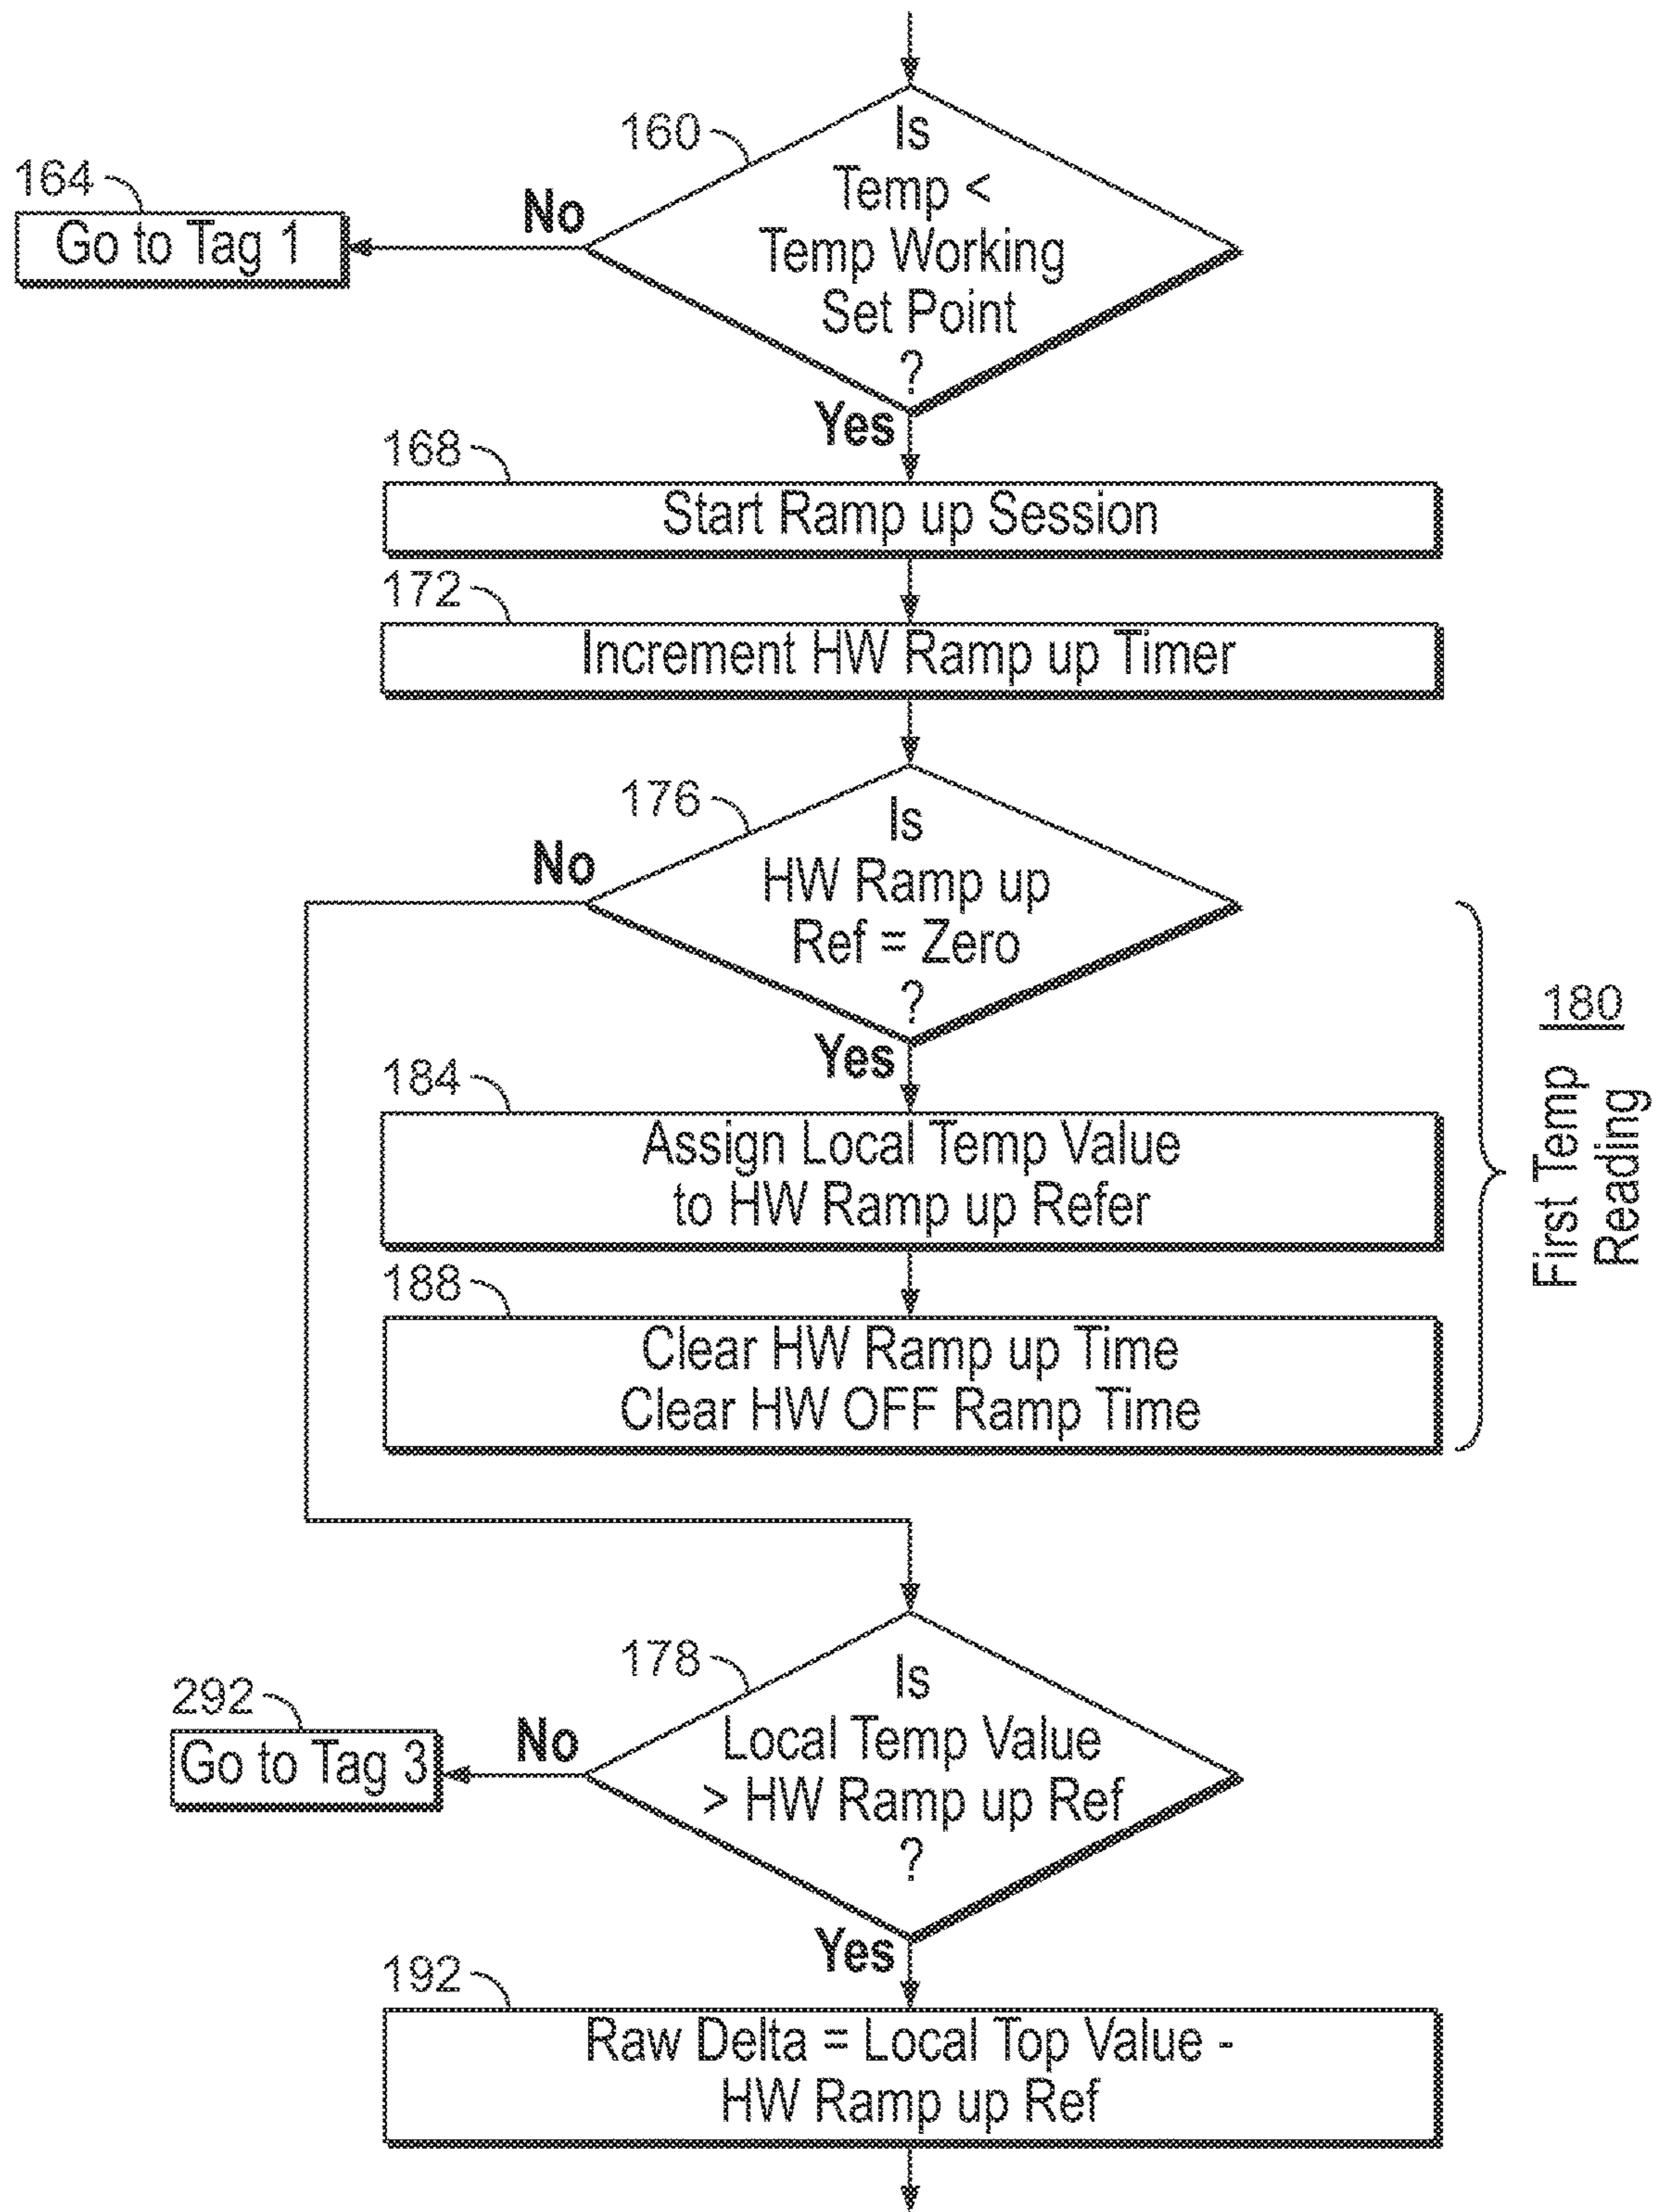 160
Is
Temp <
Temp Working
Set Point
?
164
No
Go to Tag 1
Yes
168
Start Ramp up Session
172
Increment HW Ramp up Timer
176
Is
HW Ramp up
Ref = Zero
?
No
Yes
180
First Temp
Reading
184
Assign Local Temp Value
to HW Ramp up Refer
188
Clear HW Ramp up Time
Clear HW OFF Ramp Time
178
Is
Local Temp Value
> HW Ramp up Ref
?
292
No
Go to Tag 3
Yes
192
Raw Delta = Local Top Value -
HW Ramp up Ref